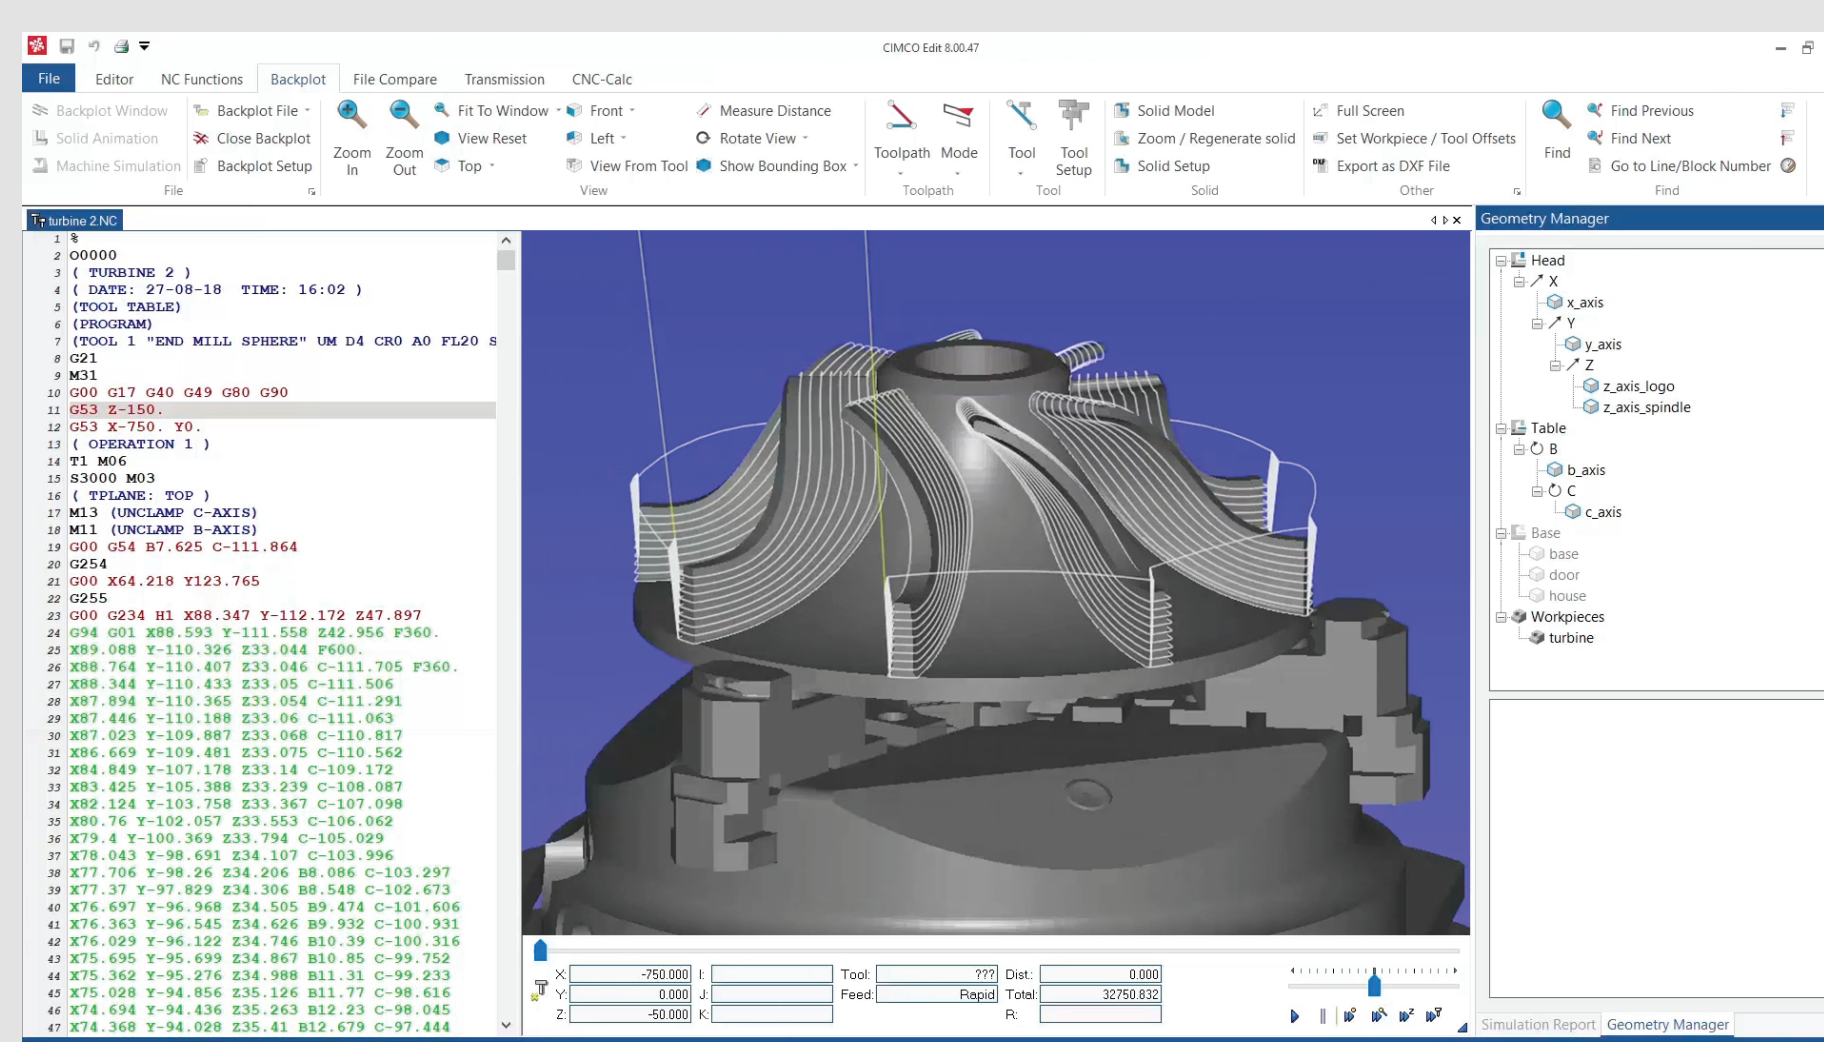 CIMCO Edit 8.00.47
File Editor NC Functions Backplot File Compare Transmission CNC-Calc
Backplot Window
Solid Animation
Machine Simulation
Backplot File
Close Backplot
Backplot Setup
File
Zoom In
Zoom Out
Fit To Window
View Reset
Top
Front
Left
View From Tool
Measure Distance
Rotate View
Show Bounding Box
View
Toolpath
Mode
Toolpath
Tool
Tool Setup
Tool
Solid Model
Zoom / Regenerate solid
Solid Setup
Solid
Full Screen
Set Workpiece / Tool Offsets
DXF Export as DXF File
Other
Find
Find Previous
Find Next
Go to Line/Block Number
Find
turbine 2.NC
1 %
2 O0000
3 ( TURBINE 2 )
4 ( DATE: 27-08-18 TIME: 16:02 )
5 (TOOL TABLE)
6 (PROGRAM)
7 (TOOL 1 "END MILL SPHERE" UM D4 CR0 A0 FL20 S
8 G21
9 M31
10 G00 G17 G40 G49 G80 G90
11 G53 Z-150.
12 G53 X-750. Y0.
13 ( OPERATION 1 )
14 T1 M06
15 S3000 M03
16 ( TPLANE: TOP )
17 M13 (UNCLAMP C-AXIS)
18 M11 (UNCLAMP B-AXIS)
19 G00 G54 B7.625 C-111.864
20 G254
21 G00 X64.218 Y123.765
22 G255
23 G00 G234 H1 X88.347 Y-112.172 Z47.897
24 G94 G01 X88.593 Y-111.558 Z42.956 F360.
25 X89.088 Y-110.326 Z33.044 F600.
26 X88.764 Y-110.407 Z33.046 C-111.705 F360.
27 X88.344 Y-110.433 Z33.05 C-111.506
28 X87.894 Y-110.365 Z33.054 C-111.291
29 X87.446 Y-110.188 Z33.06 C-111.063
30 X87.023 Y-109.887 Z33.068 C-110.817
31 X86.669 Y-109.481 Z33.075 C-110.562
32 X84.849 Y-107.178 Z33.14 C-109.172
33 X83.425 Y-105.388 Z33.239 C-108.087
34 X82.124 Y-103.758 Z33.367 C-107.098
35 X80.76 Y-102.057 Z33.553 C-106.062
36 X79.4 Y-100.369 Z33.794 C-105.029
37 X78.043 Y-98.691 Z34.107 C-103.996
38 X77.706 Y-98.26 Z34.206 B8.086 C-103.297
39 X77.37 Y-97.829 Z34.306 B8.548 C-102.673
40 X76.697 Y-96.968 Z34.505 B9.474 C-101.606
41 X76.363 Y-96.545 Z34.626 B9.932 C-100.931
42 X76.029 Y-96.122 Z34.746 B10.39 C-100.316
43 X75.695 Y-95.699 Z34.867 B10.85 C-99.752
44 X75.362 Y-95.276 Z34.988 B11.31 C-99.233
45 X75.028 Y-94.856 Z35.126 B11.77 C-98.616
46 X74.694 Y-94.436 Z35.263 B12.23 C-98.045
47 X74.368 Y-94.028 Z35.41 B12.679 C-97.444
X: -750.000 I: Tool: ??? Dist.: 0.000
Y: 0.000 J: Feed: Rapid Total: 32750.832
Z: -50.000 K: R:
Geometry Manager
Head
X
x_axis
Y
y_axis
Z
z_axis_logo
z_axis_spindle
Table
B
b_axis
C
c_axis
Base
base
door
house
Workpieces
turbine
Simulation Report Geometry Manager